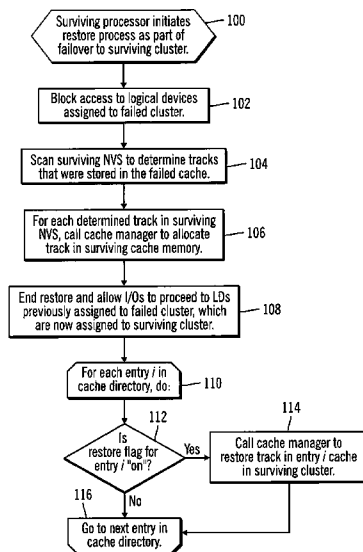 Surviving processor initiates
restore process as part of
failover to surviving cluster.
100
Block access to logical devices
assigned to failed cluster.
102
Scan surviving NVS to determine tracks
that were stored in the failed cache.
104
For each determined track in surviving
NVS, call cache manager to allocate
track in surviving cache memory.
106
End restore and allow I/Os to proceed to LDs
previously assigned to failed cluster, which
are now assigned to surviving cluster.
108
For each entry i in
cache directory, do:
110
112
Is
restore flag for
entry i "on"?
Yes
114
Call cache manager to
restore track in entry i cache
in surviving cluster.
No
116
Go to next entry in
cache directory.